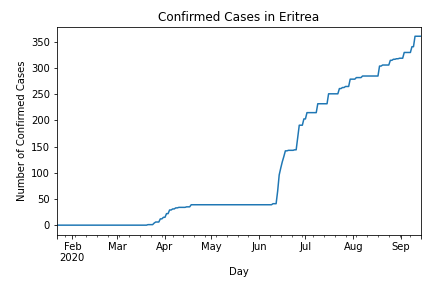 Confirmed Cases in Eritrea
Number of Confirmed Cases
350
300
250
200
150
100
50
0
Feb Mar Apr May Jun Jul Aug Sep
2020
Day